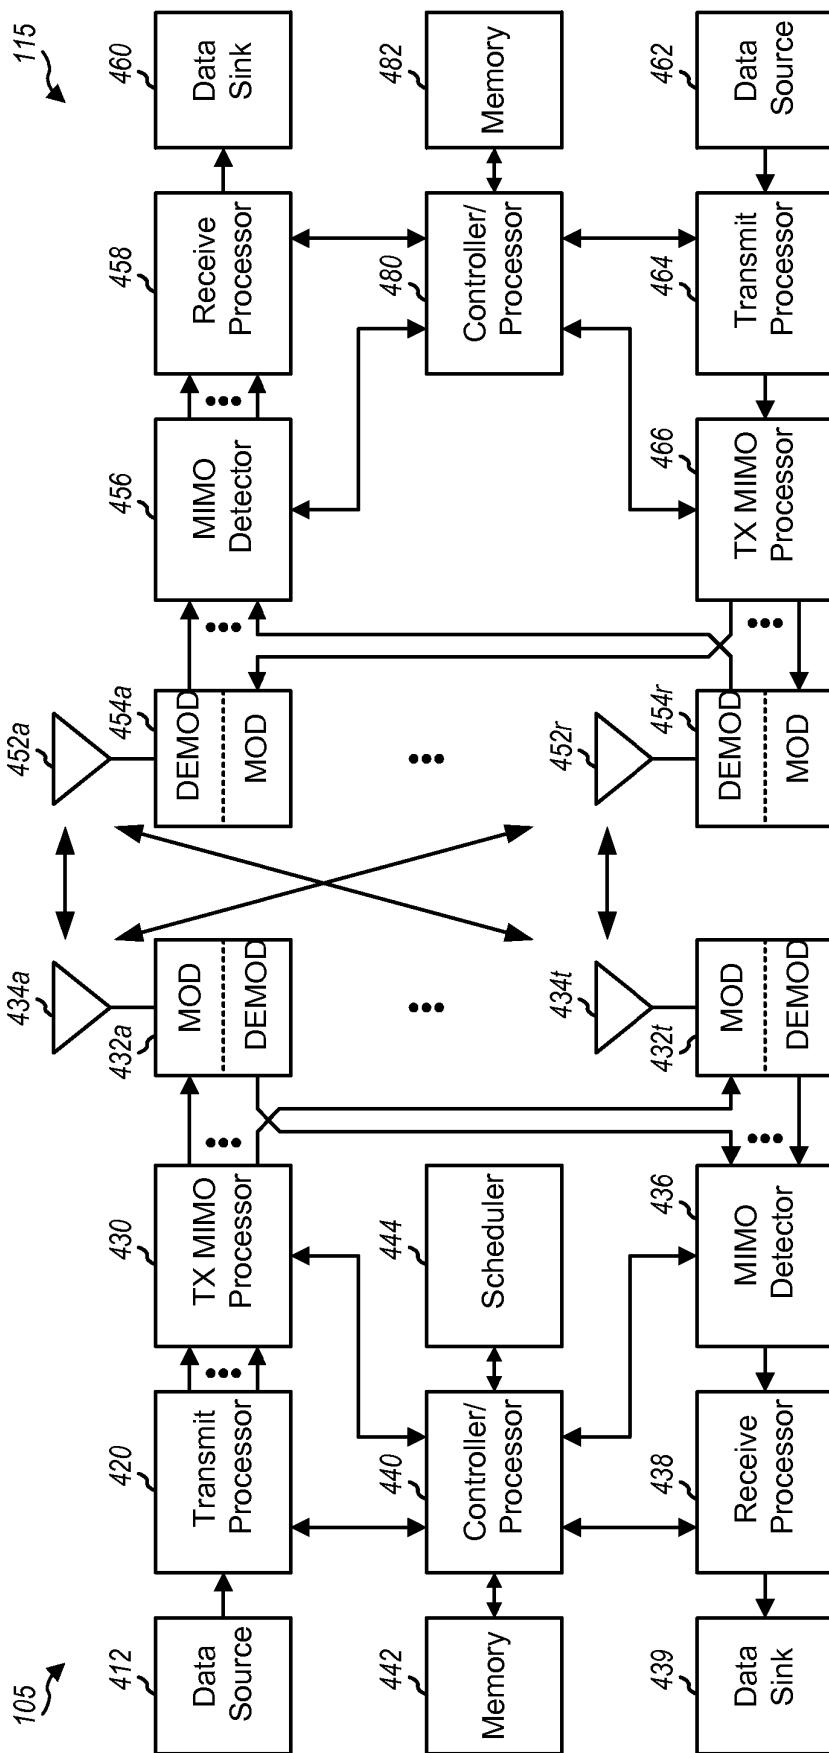 105
412
Data
Source
420
Transmit
Processor
•••
430
TX MIMO
Processor
•••
432a
MOD
DEMOD
434a
452a
454a
DEMOD
MOD
•••
456
MIMO
Detector
•••
458
Receive
Processor
460
Data
Sink
115
442
Memory
440
Controller/
Processor
444
Scheduler
•••
•••
480
Controller/
Processor
482
Memory
439
Data
Sink
438
Receive
Processor
436
MIMO
Detector
•••
432t
MOD
DEMOD
434t
452r
454r
DEMOD
MOD
•••
466
TX MIMO
Processor
464
Transmit
Processor
462
Data
Source